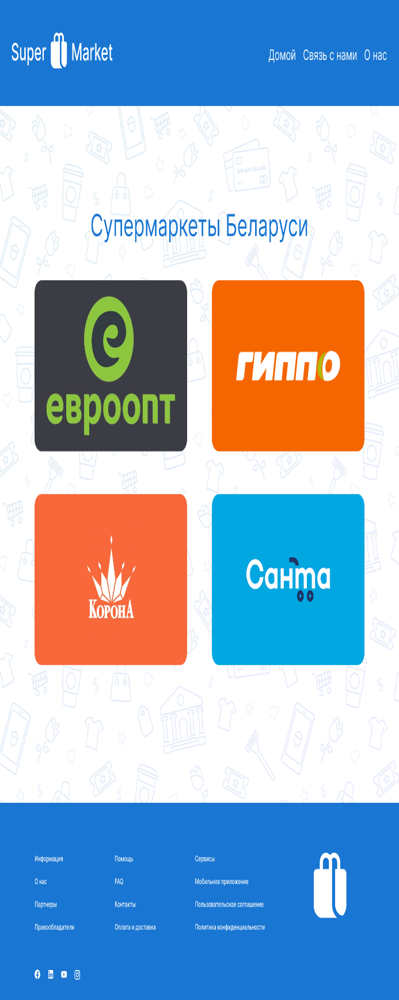 Super Market
Домой Связь с нами О нас
Супермаркеты Беларуси
евроопт
ГИППО
КОРОНА
Санта
Информация Помощь Сервисы
О нас FAQ Мобильное приложение
Партнеры Контакты Пользовательское соглашение
Правообладатели Оплата и доставка Политика конфиденциальности